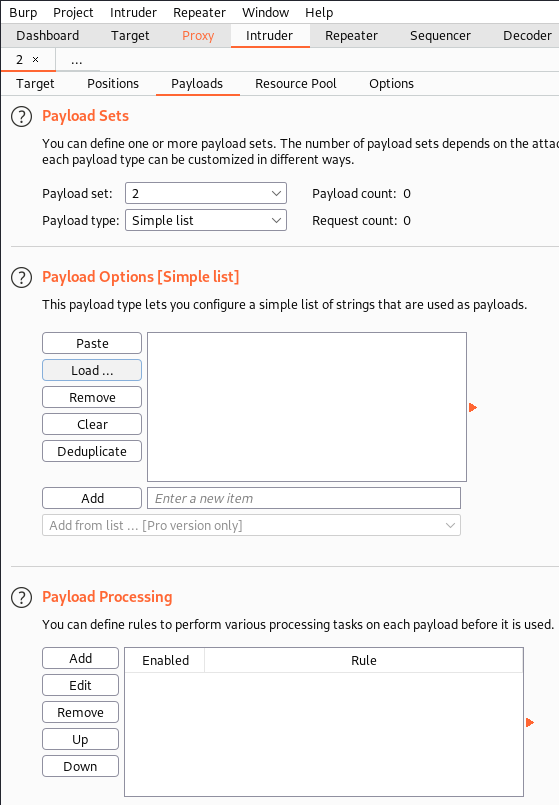 Burp Project Intruder Repeater Window Help
Dashboard Target Proxy Intruder Repeater Sequencer Decoder
2 × ...
Target Positions Payloads Resource Pool Options
? Payload Sets
You can define one or more payload sets. The number of payload sets depends on the
each payload type can be customized in different ways.
Payload set: 2 Payload count: 0
Payload type: Simple list Request count: 0
? Payload Options [Simple list]
This payload type lets you configure a simple list of strings that are used as payloads.
Paste
Load ...
Remove
Clear
Deduplicate
Add Enter a new item
Add from list ... [Pro version only]
? Payload Processing
You can define rules to perform various processing tasks on each payload before it is used.
Add Enabled Rule
Edit
Remove
Up
Down